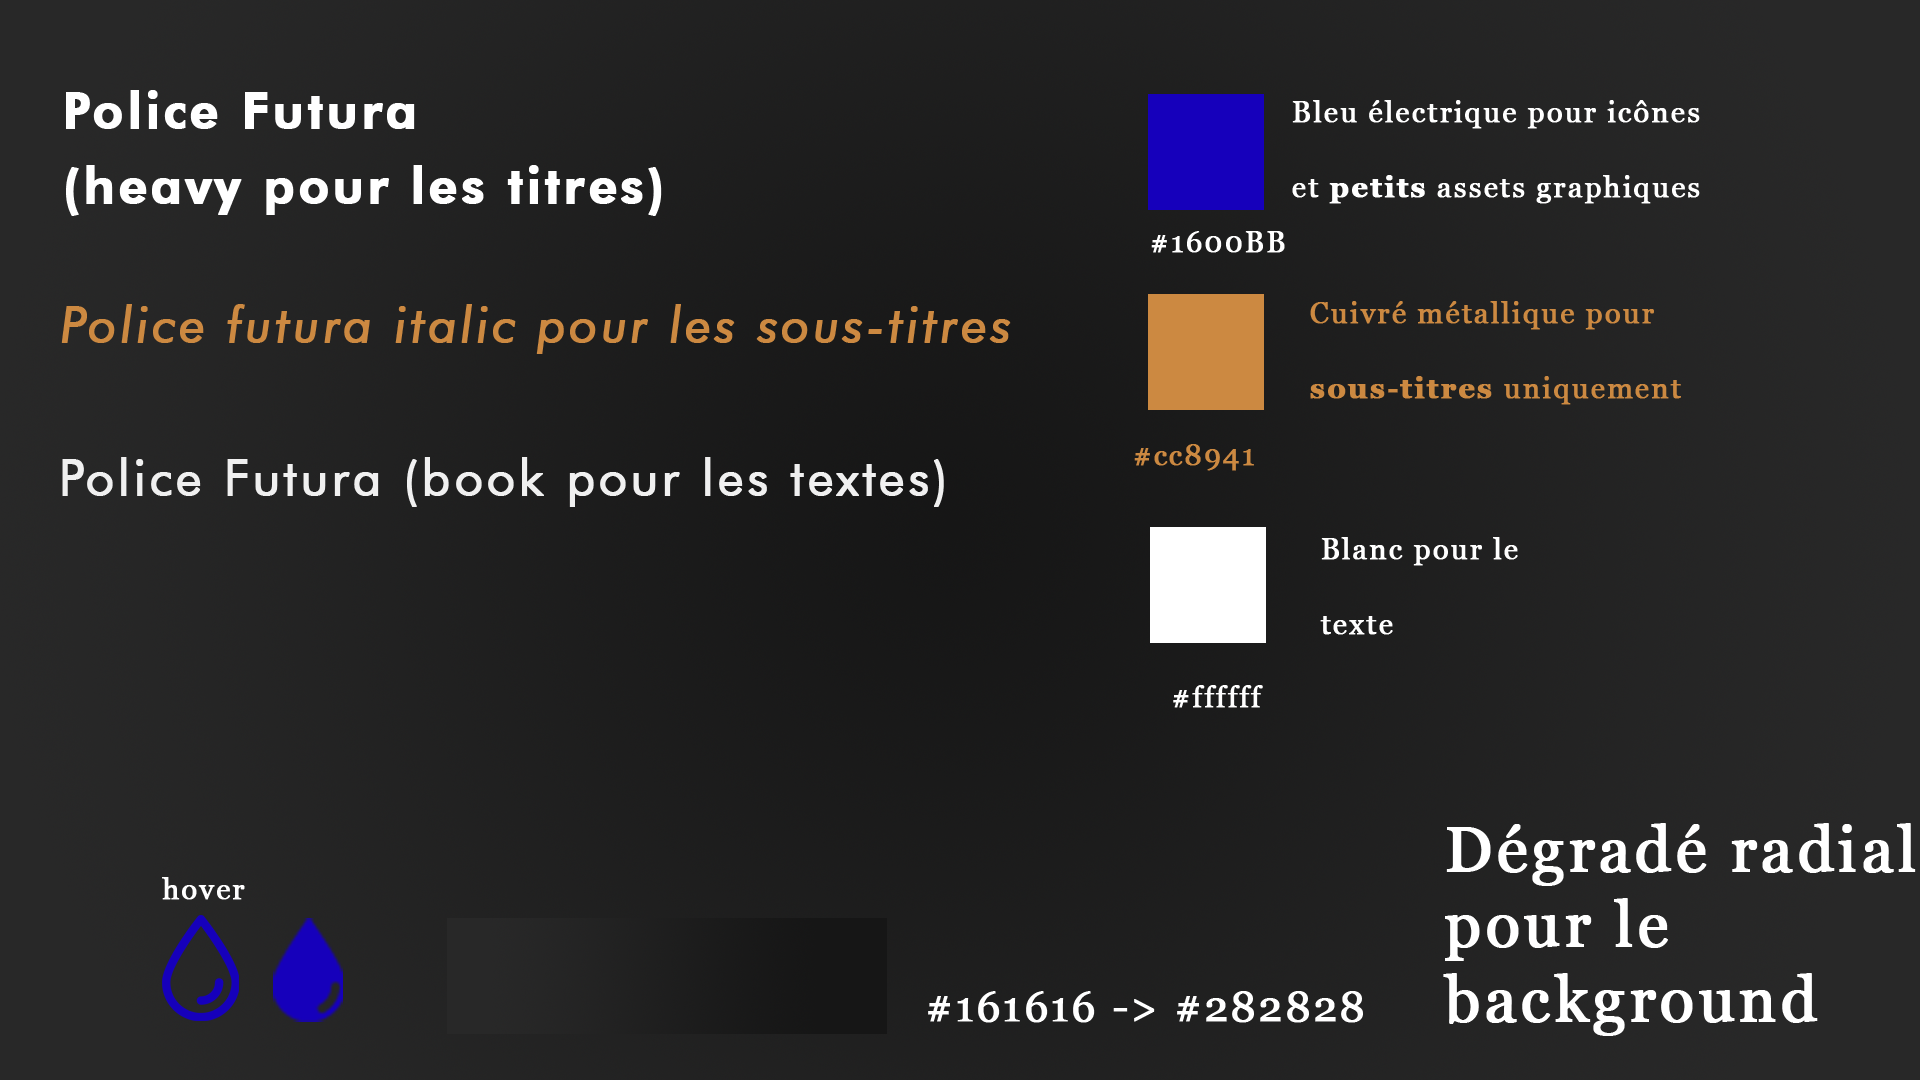 Police Futura
(heavy pour les titres)
Police futura italic pour les sous-titres
Police Futura (book pour les textes)
Bleu électrique pour icônes
et petits assets graphiques
#1600BB
Cuivré métallique pour
sous-titres uniquement
#cc8941
Blanc pour le
texte
#ffffff
hover
#161616 -> #282828
Dégradé radial
pour le
background